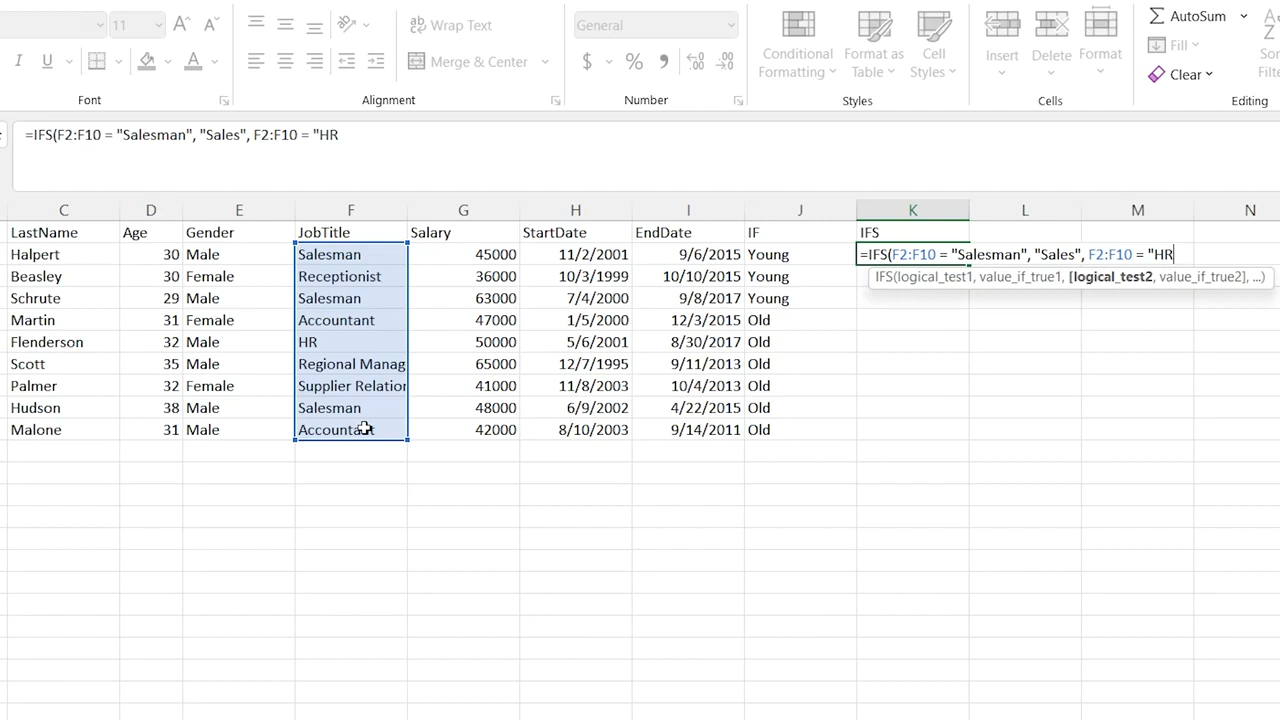 11 A^ A˅ Wrap Text General AutoSum
I U Merge & Center $ % Conditional Formatting Format as Table Cell Styles Insert Delete Format Fill Clear
Font Alignment Number Styles Cells Editing
=IFS(F2:F10 = "Salesman", "Sales", F2:F10 = "HR
C D E F G H I J K L M N
LastName Age Gender JobTitle Salary StartDate EndDate IF IFS
Halpert 30 Male Salesman 45000 11/2/2001 9/6/2015 Young =IFS(F2:F10 = "Salesman", "Sales", F2:F10 = "HR
Beasley 30 Female Receptionist 36000 10/3/1999 10/10/2015 Young IFS(logical_test1, value_if_true1, [logical_test2, value_if_true2], ...)
Schrute 29 Male Salesman 63000 7/4/2000 9/8/2017 Young
Martin 31 Female Accountant 47000 1/5/2000 12/3/2015 Old
Flenderson 32 Male HR 50000 5/6/2001 8/30/2017 Old
Scott 35 Male Regional Manag 65000 12/7/1995 9/11/2013 Old
Palmer 32 Female Supplier Relation 41000 11/8/2003 10/4/2013 Old
Hudson 38 Male Salesman 48000 6/9/2002 4/22/2015 Old
Malone 31 Male Accountant 42000 8/10/2003 9/14/2011 Old